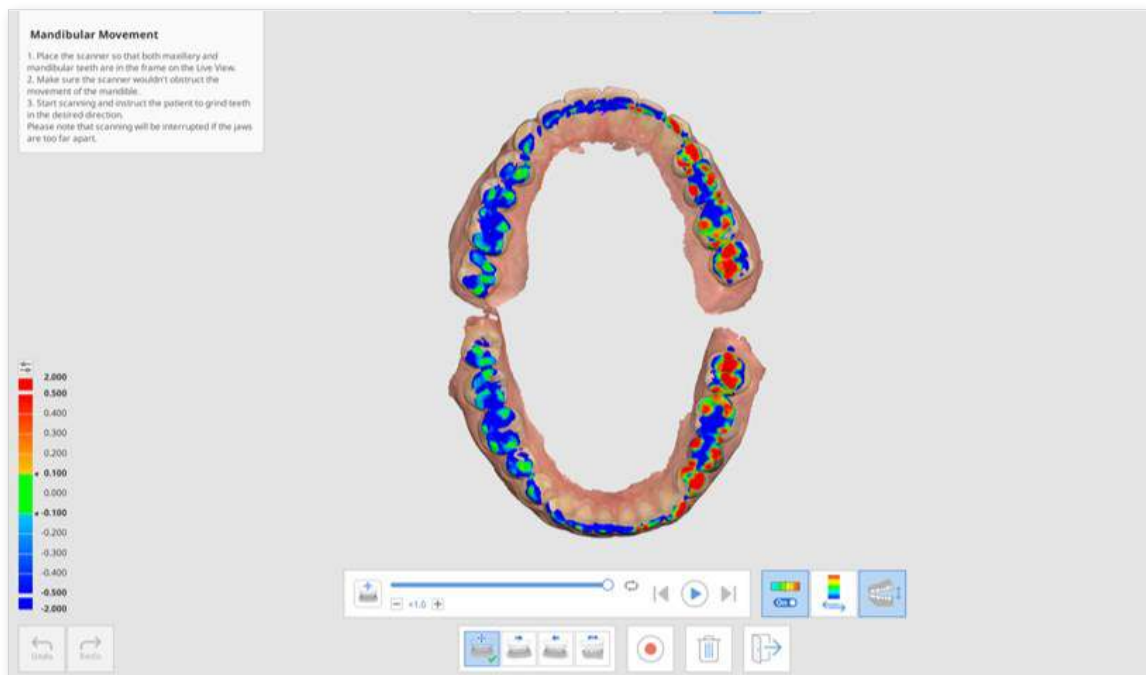 Mandibular Movement
1. Place the scanner so that both maxillary and
mandibular teeth are in the frame on the Live View.
2. Make sure the scanner wouldn't obstruct the
movement of the mandible.
3. Start scanning and instruct the patient to grind teeth
in the desired direction.
Please note that scanning will be interrupted if the jaws
are too far apart.
2.000
0.500
0.400
0.300
0.200
0.100
0.000
-0.100
-0.200
-0.300
-0.400
-0.500
-2.000
×1.0
On
Undo
Redo